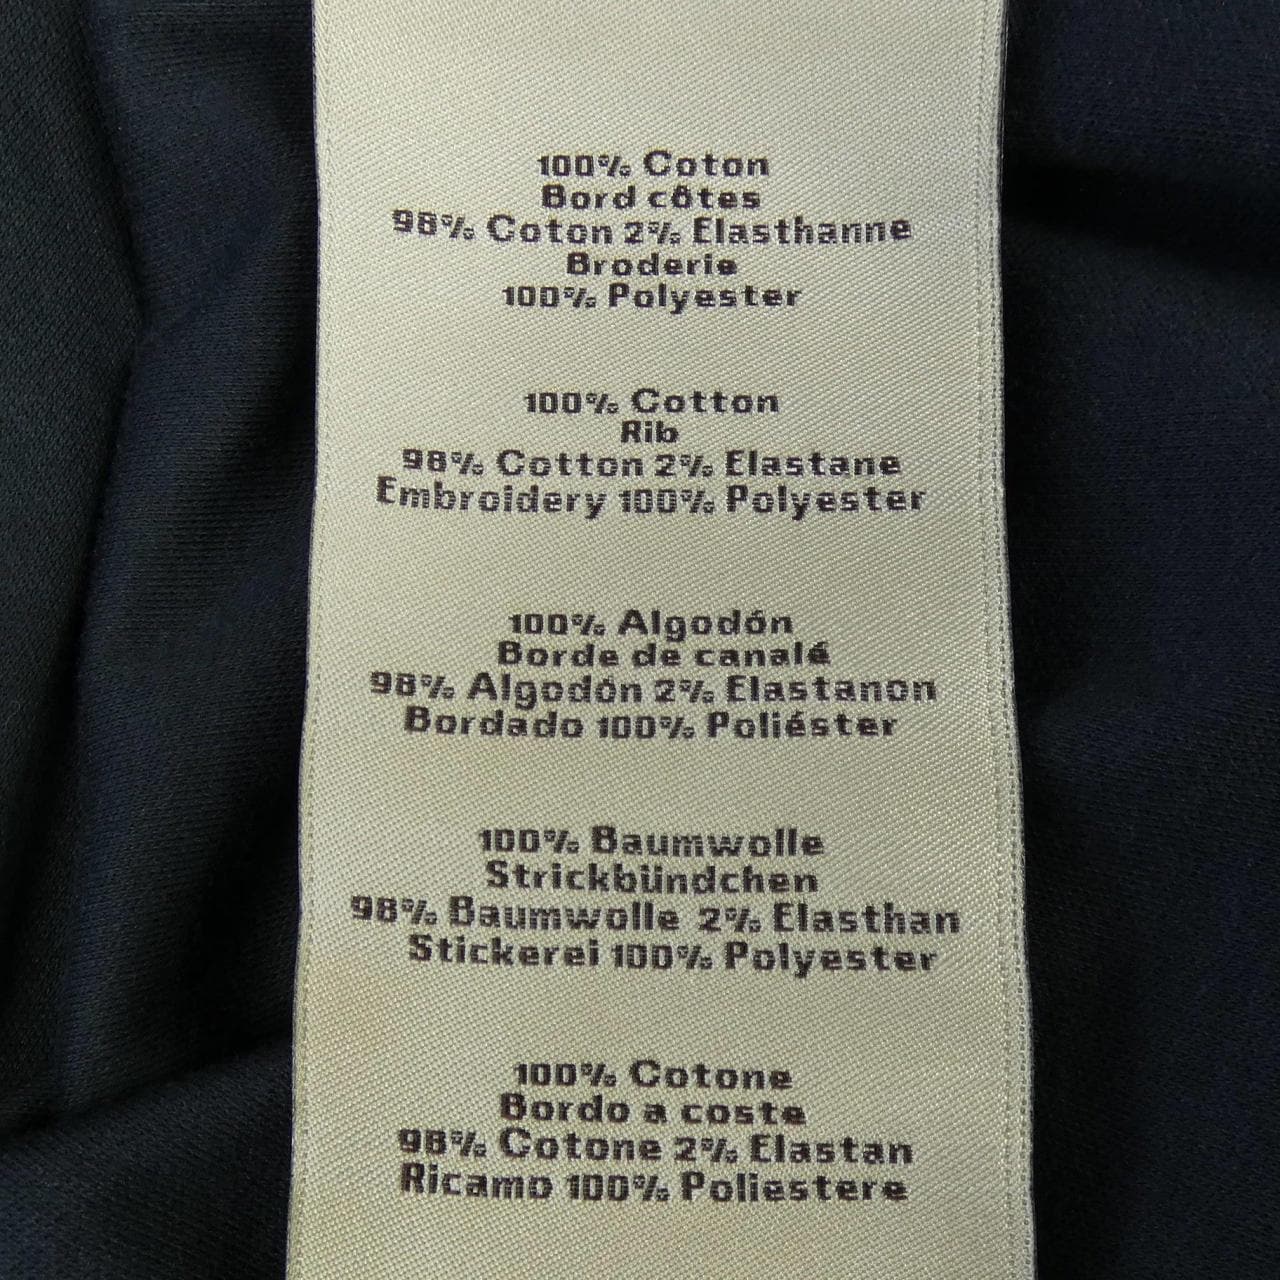 100% Coton
Bord côtes
98% Coton 2% Elasthanne
Broderie
100% Polyester
100% Cotton
Rib
98% Cotton 2% Elastane
Embroidery 100% Polyester
100% Algodón
Borde de canalé
98% Algodón 2% Elastanon
Bordado 100% Poliéster
100% Baumwolle
Strickbündchen
98% Baumwolle 2% Elasthan
Stickerei 100% Polyester
100% Cotone
Bordo a coste
98% Cotone 2% Elastan
Ricamo 100% Poliestere